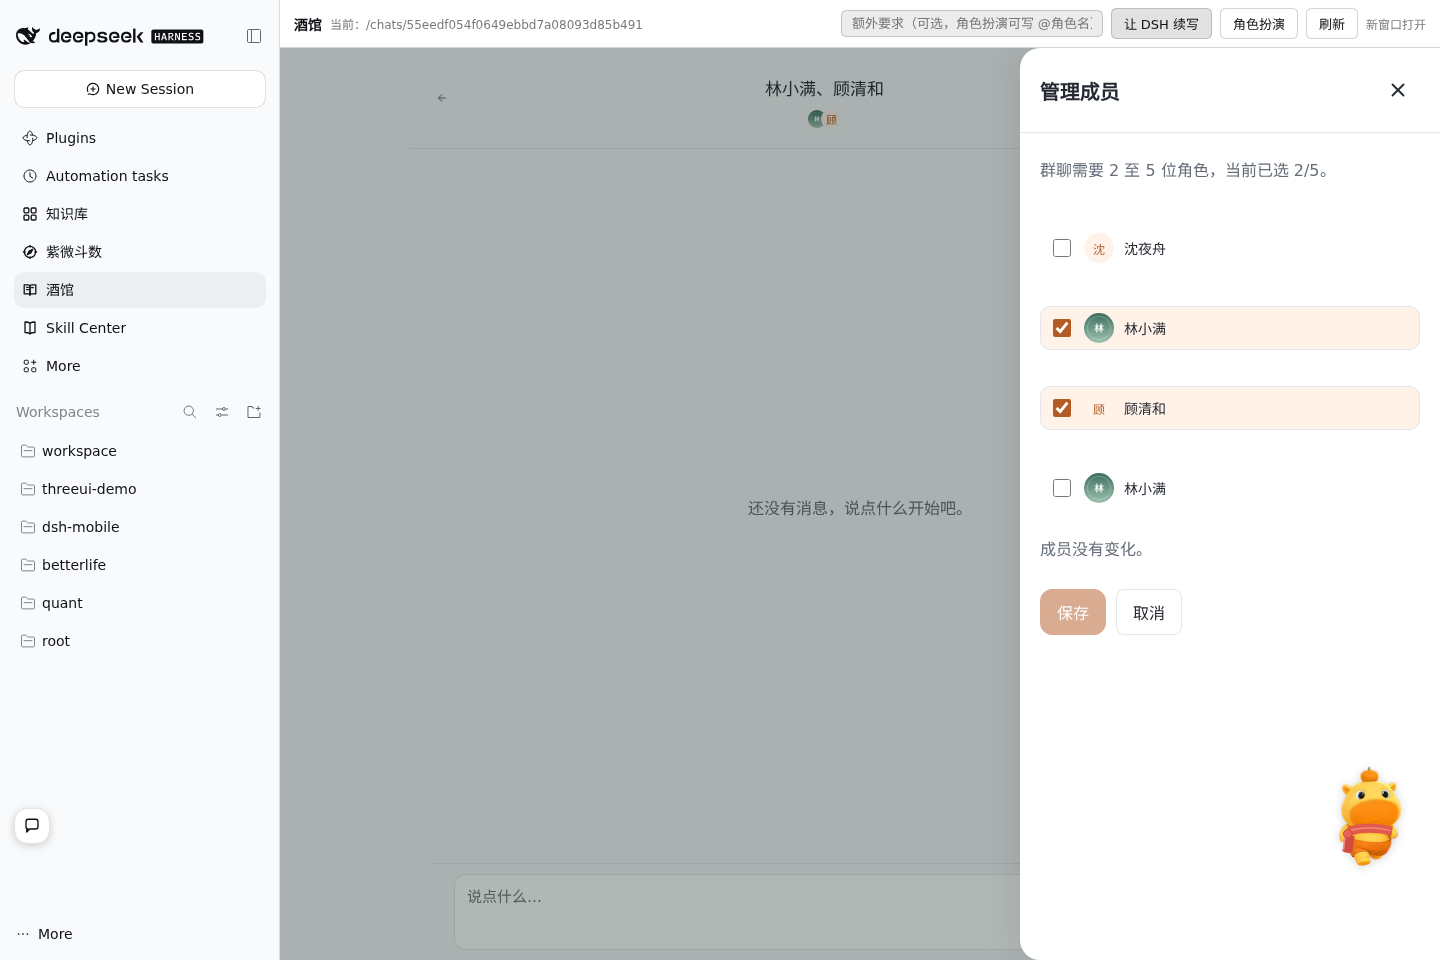 deepseek HARNESS
New Session
Plugins
Automation tasks
知识库
紫微斗数
酒馆
Skill Center
More
Workspaces
workspace
threeui-demo
dsh-mobile
betterlife
quant
root
··· More
酒馆 当前：/chats/55eedf054f0649ebbd7a08093d85b491
额外要求（可选，角色扮演可写 @角色名
让 DSH 续写
角色扮演
刷新
新窗口打开
林小满、顾清和
林 顾
还没有消息，说点什么开始吧。
说点什么…
管理成员
群聊需要 2 至 5 位角色，当前已选 2/5。
沈 沈夜舟
林 林小满
顾 顾清和
林 林小满
成员没有变化。
保存
取消